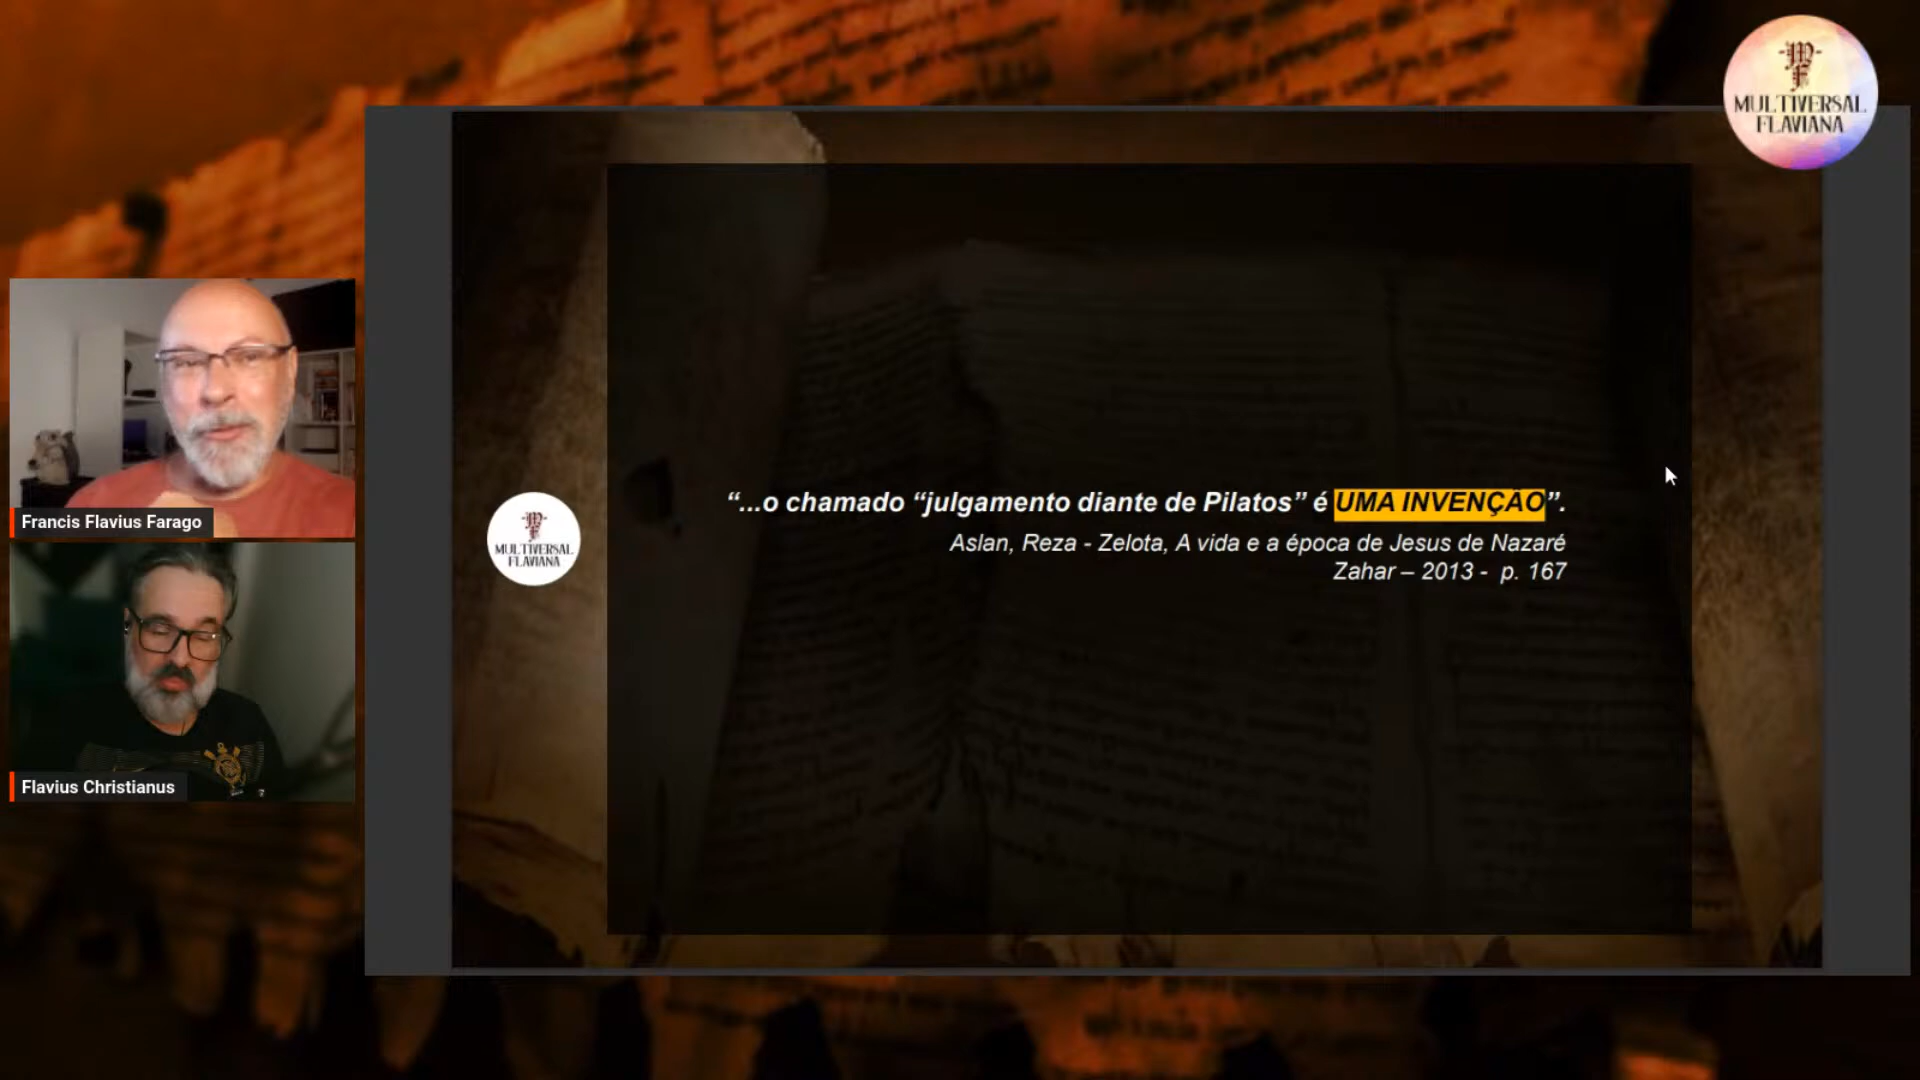 MULTIVERSAL
FLAVIANA
Francis Flavius Farago
Flavius Christianus
MULTIVERSAL
FLAVIANA
“...o chamado “julgamento diante de Pilatos” é UMA INVENÇÃO”.
Aslan, Reza - Zelota, A vida e a época de Jesus de Nazaré
Zahar – 2013 - p. 167